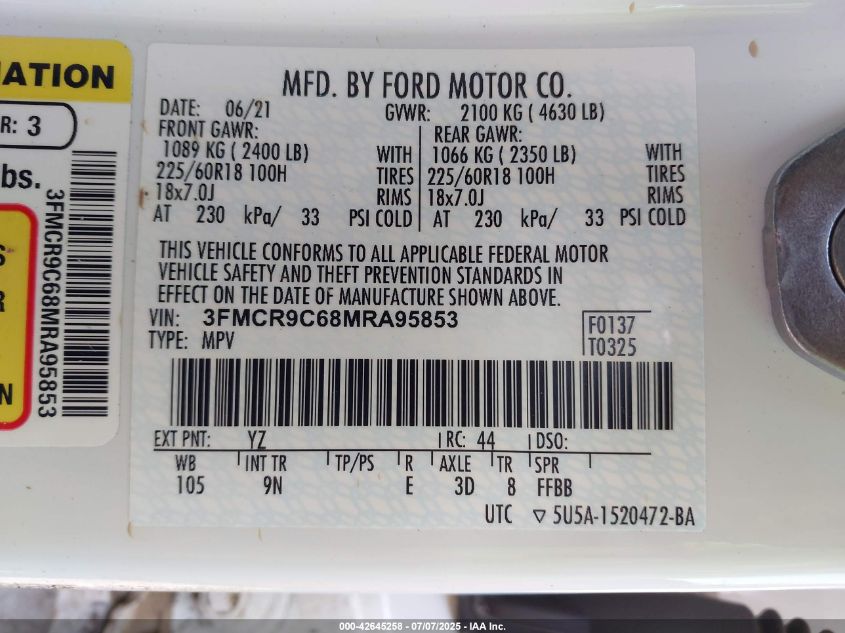 MATION
R: 3
bs.
3FMCR9C68MRA95853
S
R
N
MFD. BY FORD MOTOR CO.
DATE: 06/21 GVWR: 2100 KG ( 4630 LB)
FRONT GAWR: REAR GAWR:
1089 KG ( 2400 LB) WITH 1066 KG ( 2350 LB) WITH
225/60R18 100H TIRES 225/60R18 100H TIRES
18x7.0J RIMS 18x7.0J RIMS
AT 230 kPa/ 33 PSI COLD AT 230 kPa/ 33 PSI COLD
THIS VEHICLE CONFORMS TO ALL APPLICABLE FEDERAL MOTOR
VEHICLE SAFETY AND THEFT PREVENTION STANDARDS IN
EFFECT ON THE DATE OF MANUFACTURE SHOWN ABOVE.
VIN: 3FMCR9C68MRA95853 F0137
TYPE: MPV T0325
EXT PNT: YZ RC: 44 DSO:
WB INT TR TP/PS R AXLE TR SPR
105 9N E 3D 8 FFBB
UTC ▽ 5U5A-1520472-BA
000-42645258 - 07/07/2025 - IAA Inc.